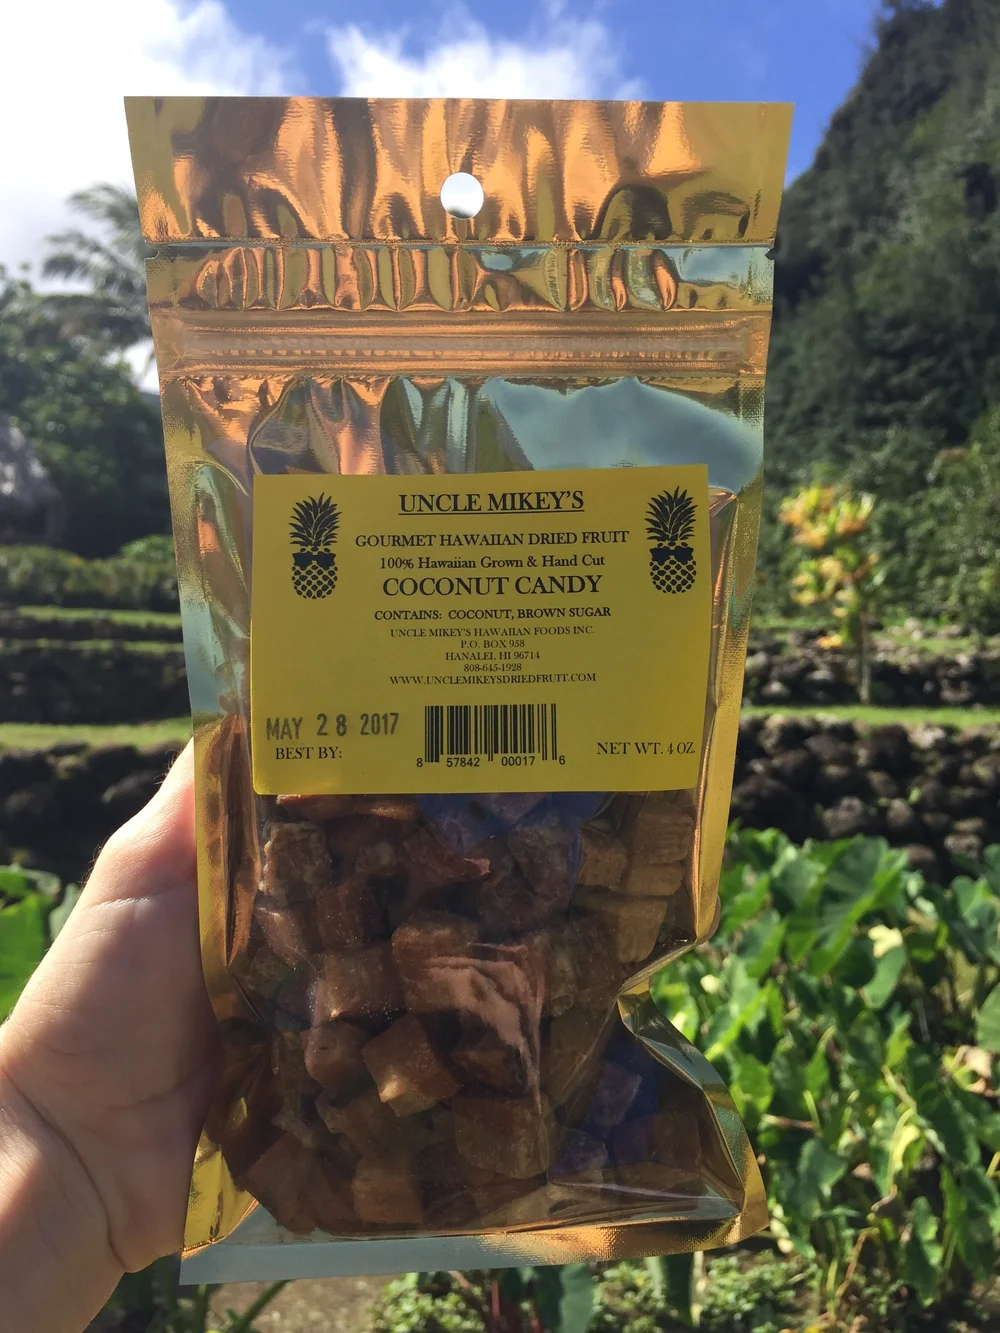 UNCLE MIKEY'S
GOURMET HAWAIIAN DRIED FRUIT
100% Hawaiian Grown & Hand Cut
COCONUT CANDY
CONTAINS: COCONUT, BROWN SUGAR
UNCLE MIKEY'S HAWAIIAN FOODS INC.
P.O. BOX 958
HANALEI, HI 96714
808-645-1928
WWW.UNCLEMIKEYSDRIEDFRUIT.COM
MAY 28 2017
BEST BY:
8 57842 00017 6
NET WT. 4 OZ.